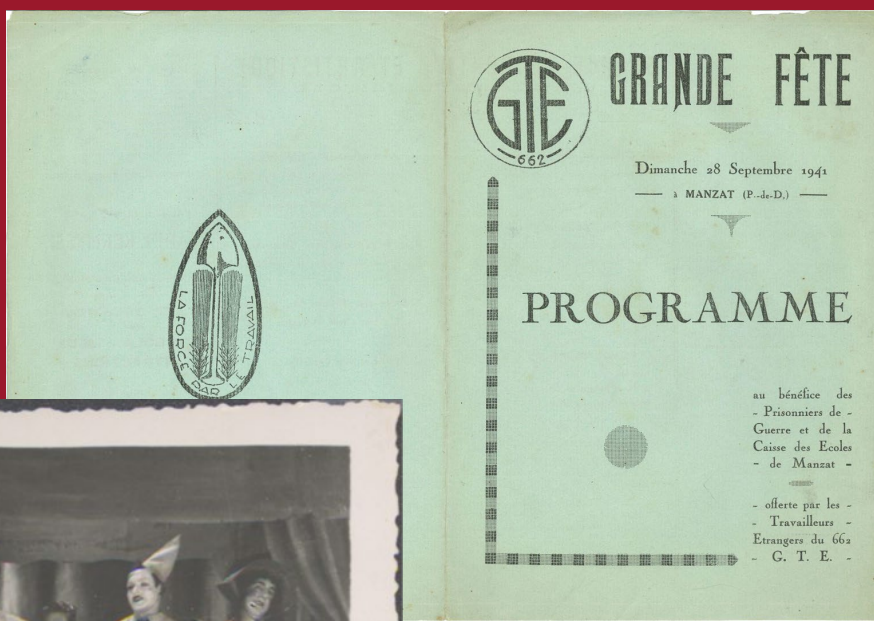 LA FORCE PAR LE TRAVAIL
GTE
662
GRANDE FÊTE
Dimanche 28 Septembre 1941
à MANZAT (P.-de-D.)
PROGRAMME
au bénéfice des
- Prisonniers de -
Guerre et de la
Caisse des Ecoles
- de Manzat -
- offerte par les -
- Travailleurs -
Etrangers du 662
- G. T. E. -